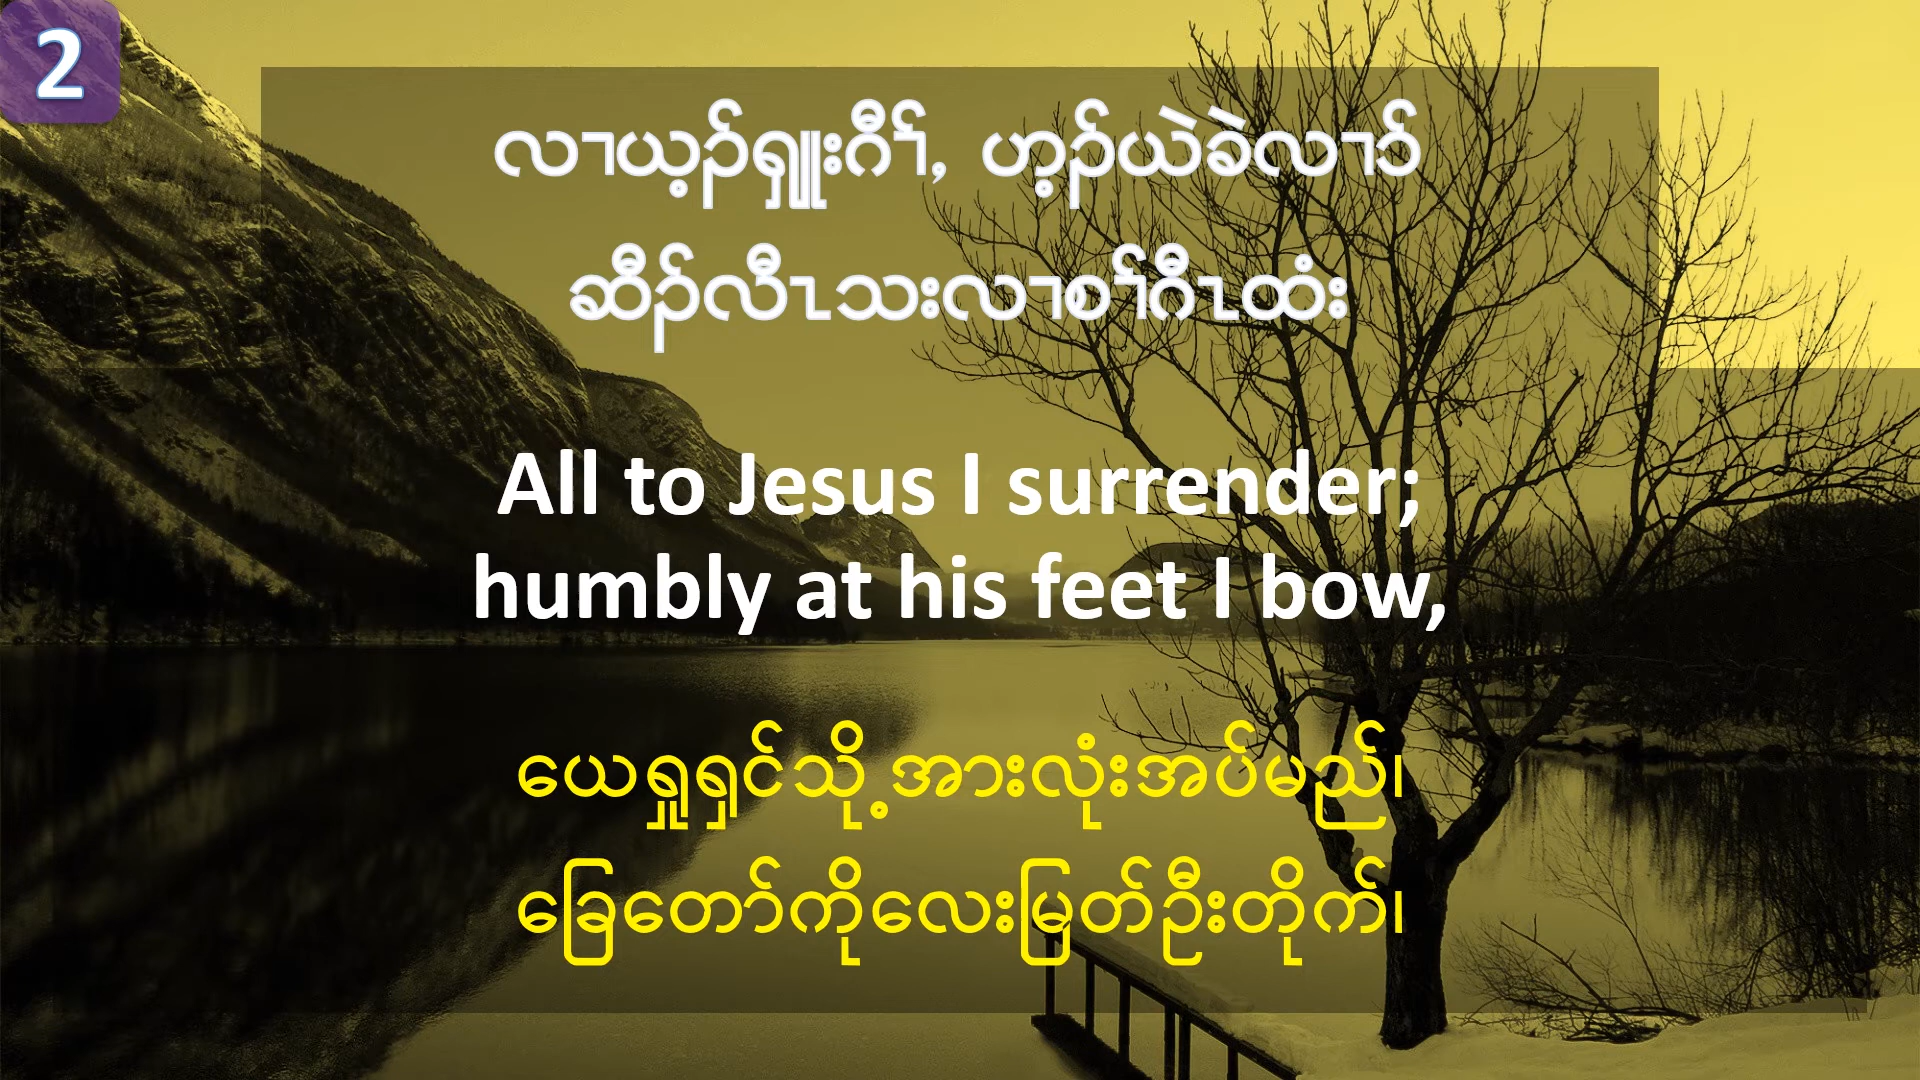 2
လၢယ့ၣ်ရှူးဂီၢ်, ဟ့ၣ်ယဲခဲလၢာ်
ဆီၣ်လီၤသးလၢစၢ်ဂီၤထံး
All to Jesus I surrender;
humbly at his feet I bow,
ယေရှုရှင်သို့အားလုံးအပ်မည်၊
ခြေတော်ကိုလေးမြတ်ဦးတိုက်၊